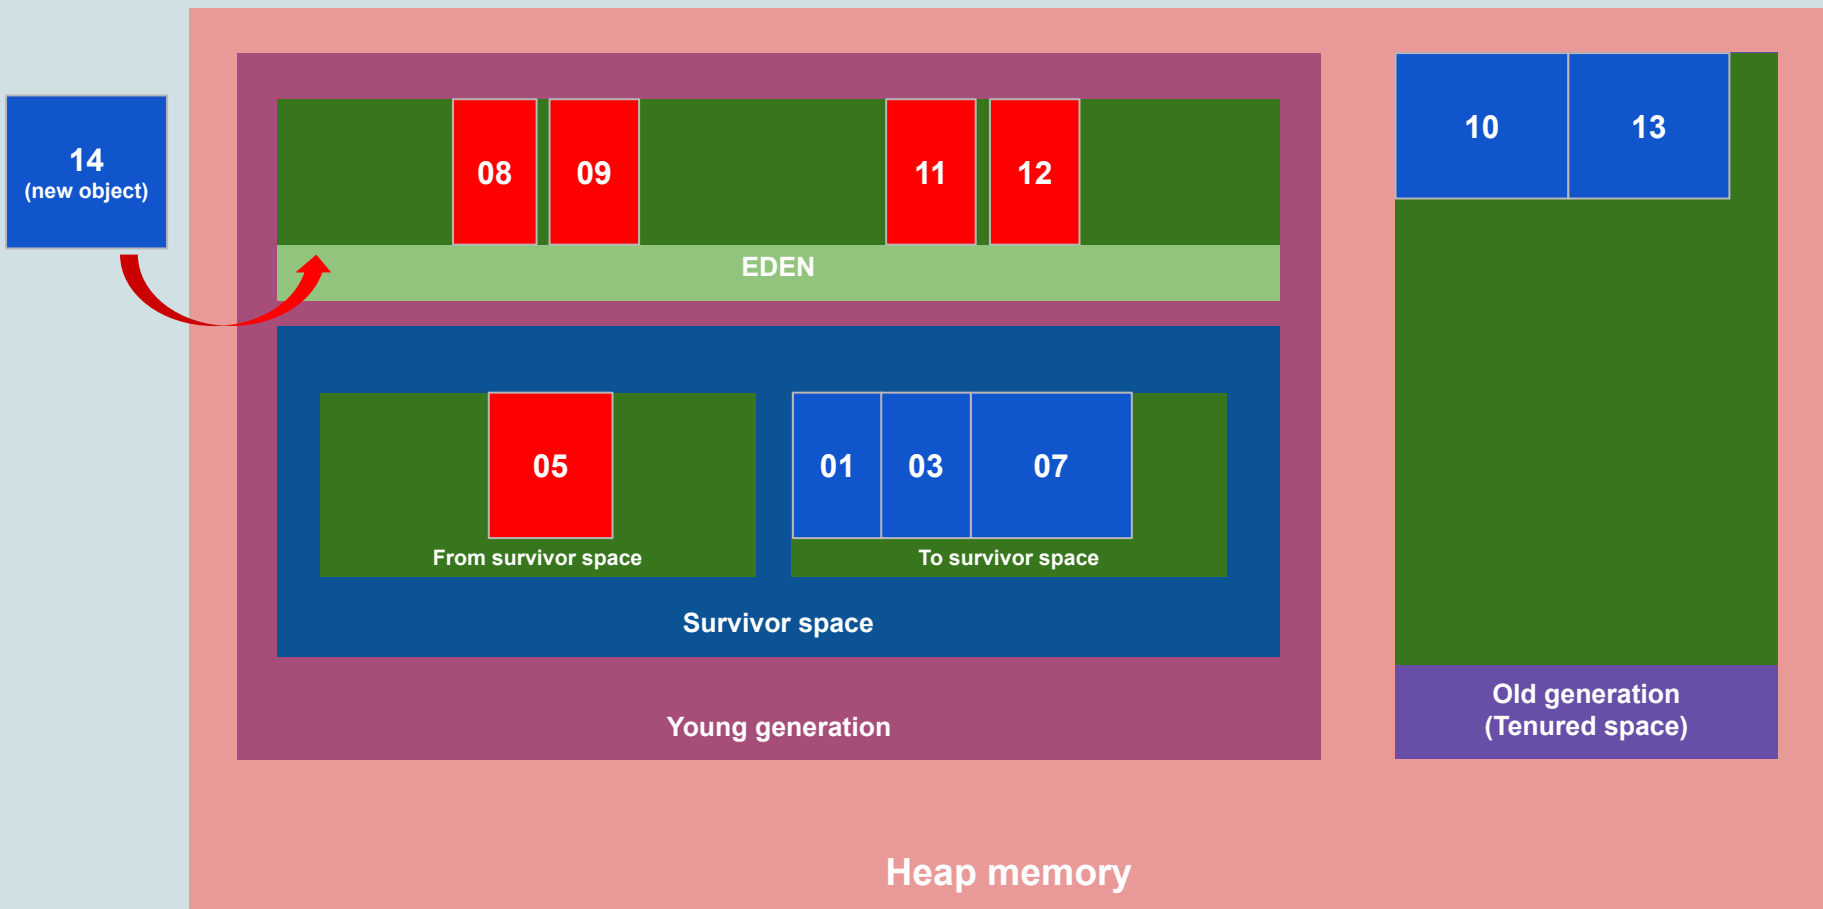 14
(new object)
08
09
11
12
EDEN
05
From survivor space
01
03
07
To survivor space
Survivor space
Young generation
10
13
Old generation
(Tenured space)
Heap memory